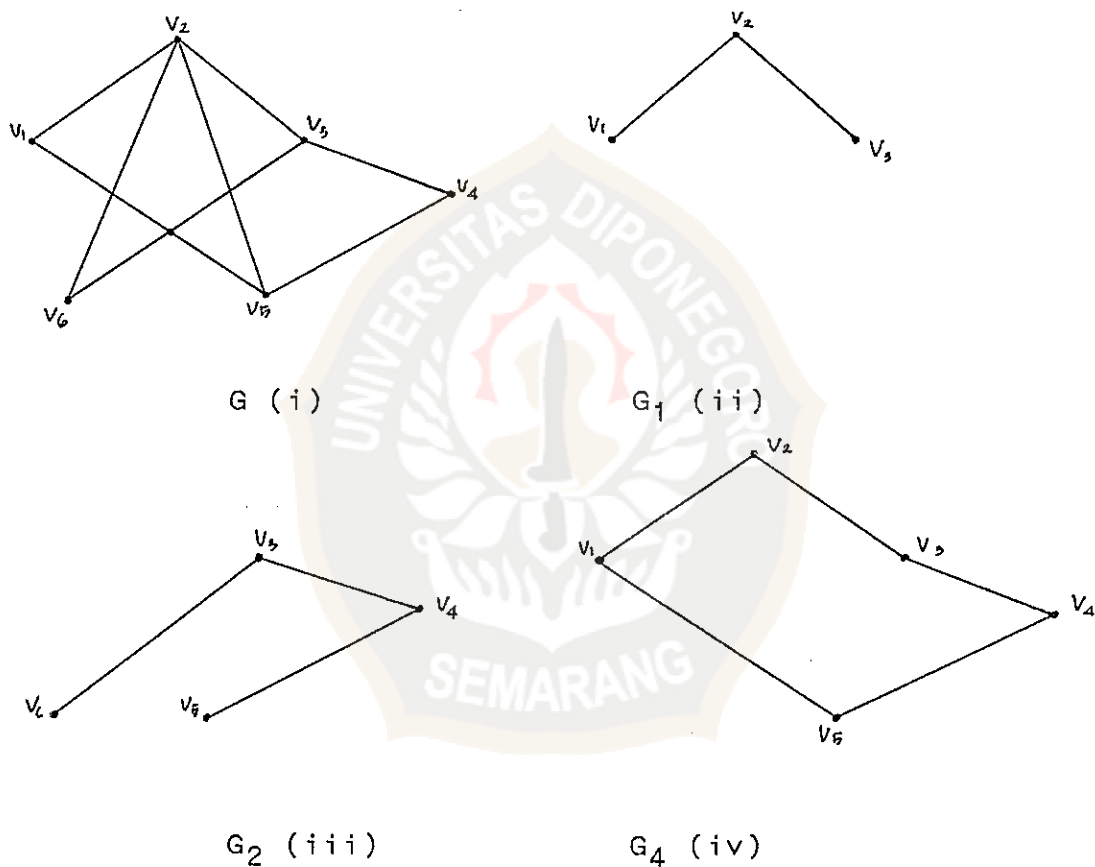 V2
V1
V3
V4
V6
V5
G (i)
V2
V1
V3
G1 (ii)
V3
V4
V6
V5
G2 (iii)
V2
V1
V3
V4
V5
G4 (iv)
UNIVERSITAS DIPONEGORO
SEMARANG